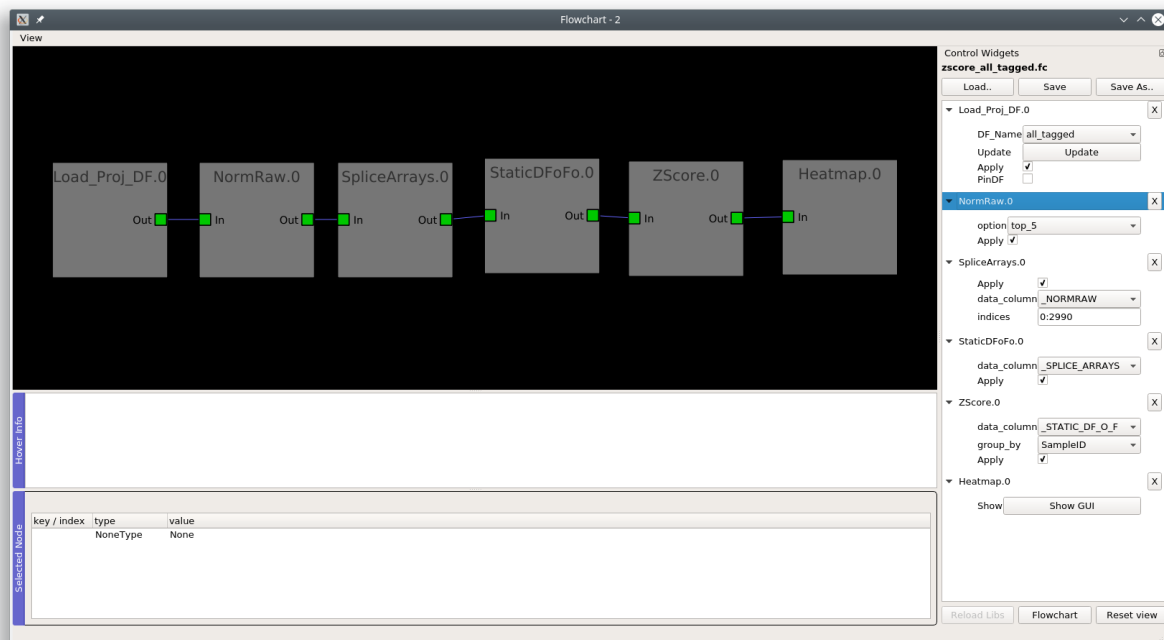 Flowchart - 2
View
Load_Proj_DF.0
NormRaw.0
SpliceArrays.0
StaticDFoFo.0
ZScore.0
Heatmap.0
Out
In
Out
In
Out
In
Out
In
Out
In
Hover Info
Selected Node
key / index type value
NoneType None
Control Widgets
zscore_all_tagged.fc
Load.. Save Save As..
Load_Proj_DF.0 X
DF_Name all_tagged
Update Update
Apply
PinDF
NormRaw.0 X
option top_5
Apply
SpliceArrays.0 X
Apply
data_column _NORMRAW
indices 0:2990
StaticDFoFo.0 X
data_column _SPLICE_ARRAYS
Apply
ZScore.0 X
data_column _STATIC_DF_O_F
group_by SampleID
Apply
Heatmap.0 X
Show Show GUI
Reload Libs Flowchart Reset view